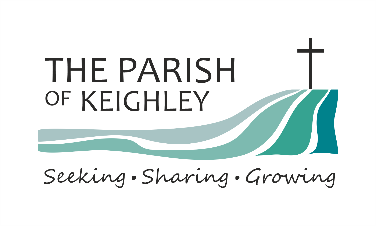 THE PARISH
OF KEIGHLEY
Seeking • Sharing • Growing